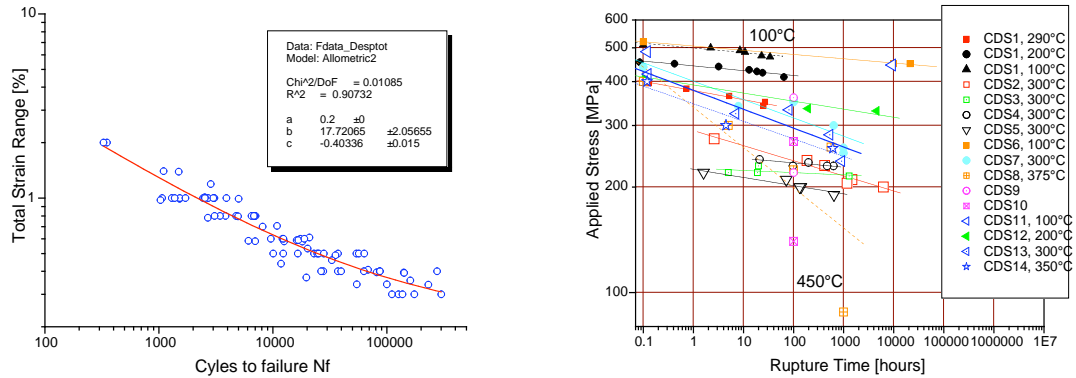 10
1
Total Strain Range [%]
100
1000
10000
100000
Cyles to failure Nf
Data: Fdata_Desptot
Model: Allometric2
Chi^2/DoF = 0.01085
R^2 = 0.90732
a 0.2 ±0
b 17.72065 ±2.05655
c -0.40336 ±0.015
600
500
400
300
200
100
Applied Stress [MPa]
100°C
450°C
0.1
1
10
100
1000
10000
1000001000000
1E7
Rupture Time [hours]
CDS1, 290°C
CDS1, 200°C
CDS1, 100°C
CDS2, 300°C
CDS3, 300°C
CDS4, 300°C
CDS5, 300°C
CDS6, 100°C
CDS7, 300°C
CDS8, 375°C
CDS9
CDS10
CDS11, 100°C
CDS12, 200°C
CDS13, 300°C
CDS14, 350°C